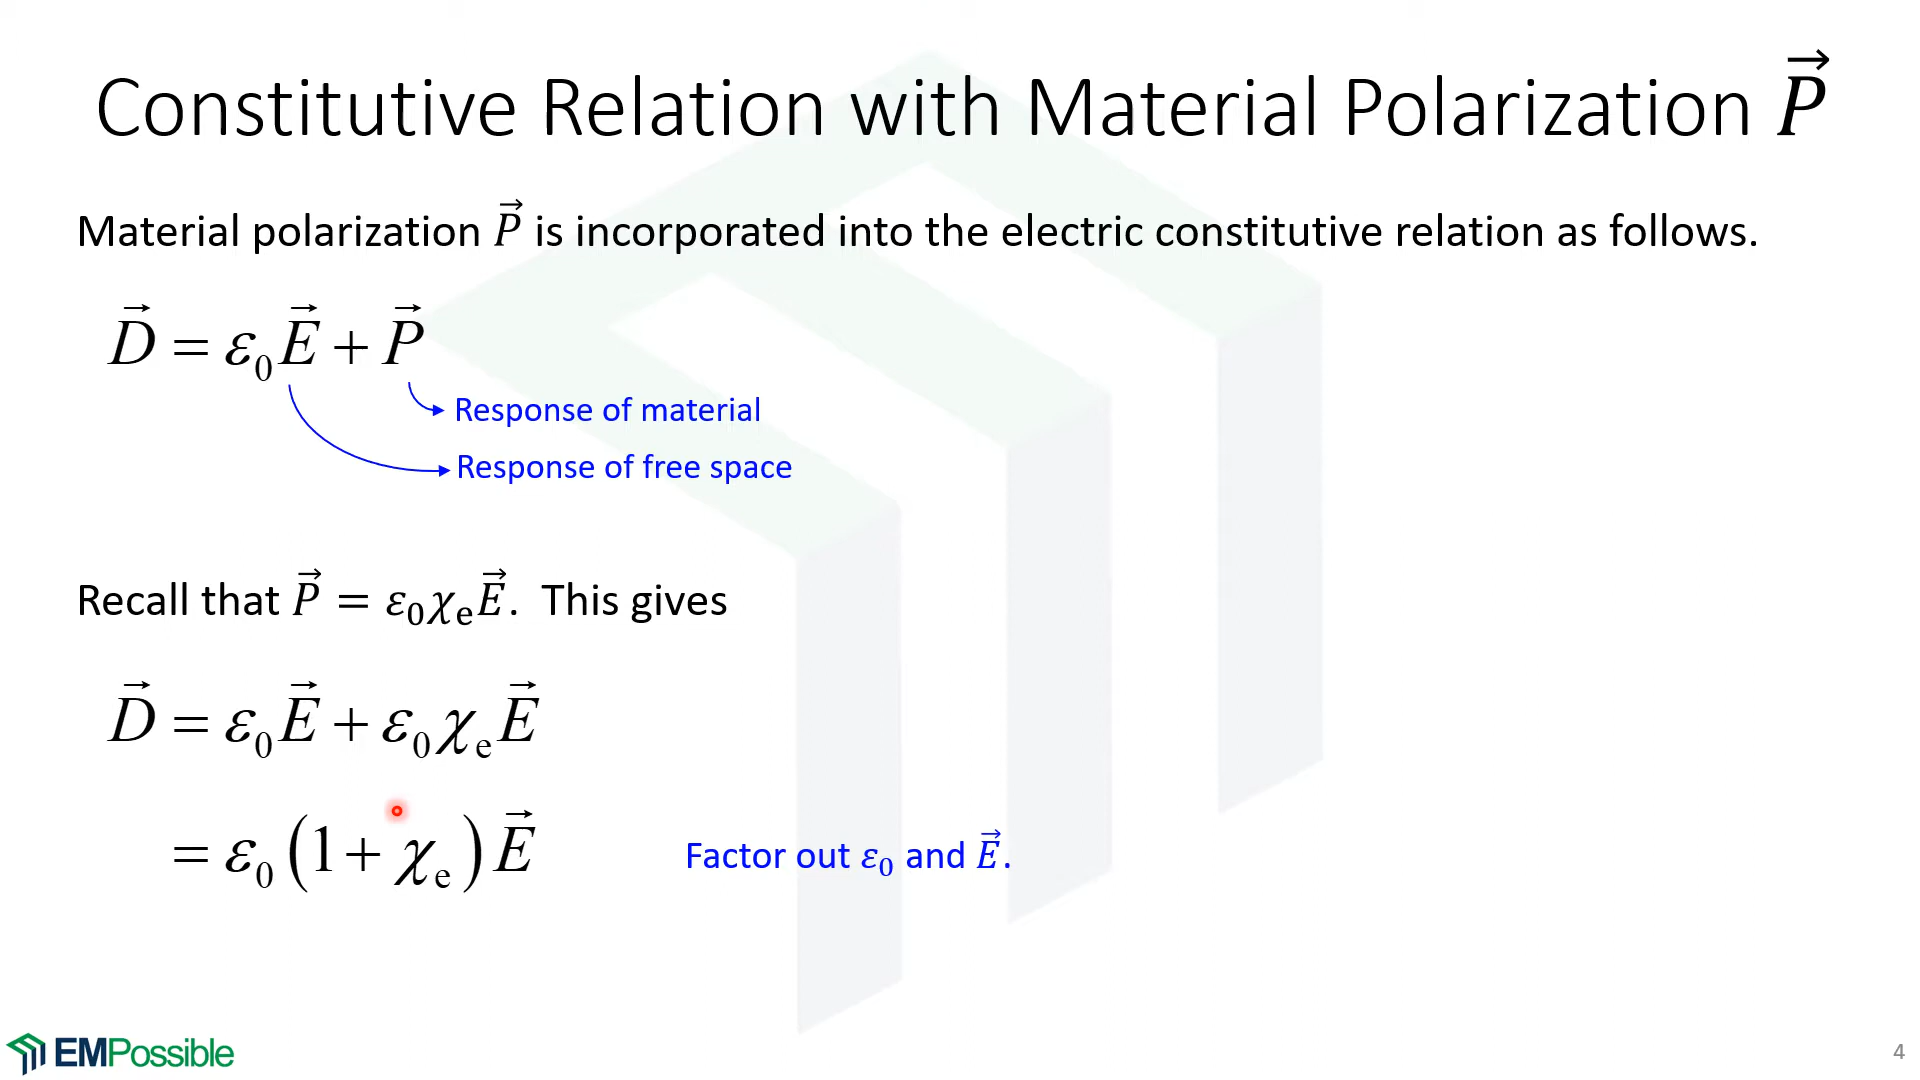 Constitutive Relation with Material Polarization P⃗
Material polarization P⃗ is incorporated into the electric constitutive relation as follows.
D⃗ = ε₀E⃗ + P⃗
Response of material
Response of free space
Recall that P⃗ = ε₀χₑE⃗. This gives
D⃗ = ε₀E⃗ + ε₀χₑE⃗
= ε₀(1 + χₑ)E⃗ Factor out ε₀ and E⃗.
EMPossible
4